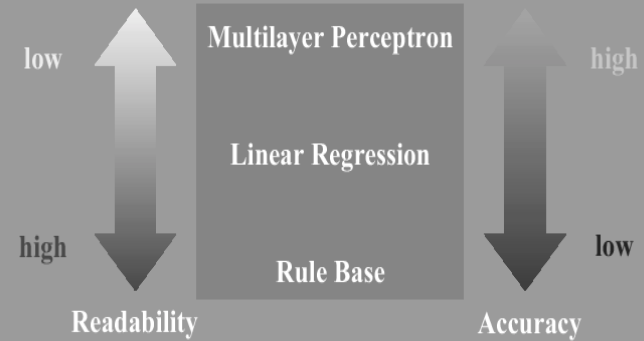 Multilayer Perceptron
low
high
Linear Regression
high
low
Rule Base
Readability
Accuracy